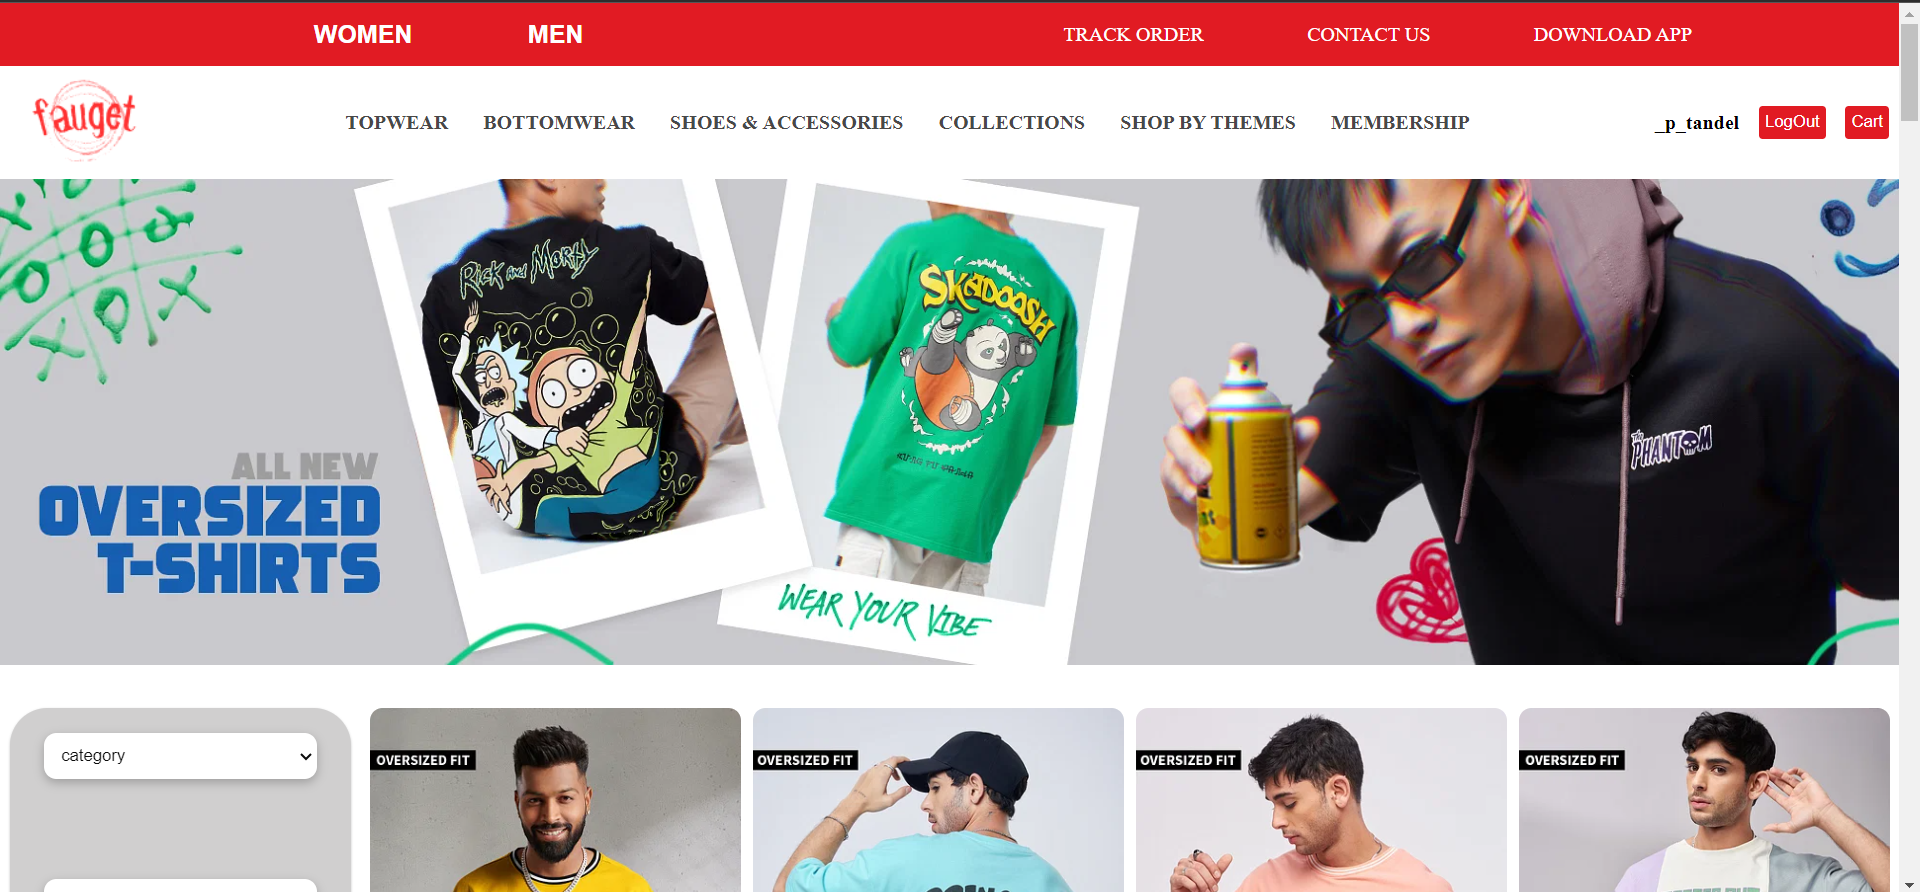 WOMEN MEN TRACK ORDER CONTACT US DOWNLOAD APP
fauget
TOPWEAR BOTTOMWEAR SHOES & ACCESSORIES COLLECTIONS SHOP BY THEMES MEMBERSHIP
_p_tandel LogOut Cart
RICK AND MORTY
SKADOOSH
The PHANTOM
ALL NEW
OVERSIZED
T-SHIRTS
WEAR YOUR VIBE
category
OVERSIZED FIT
OVERSIZED FIT
OVERSIZED FIT
OVERSIZED FIT